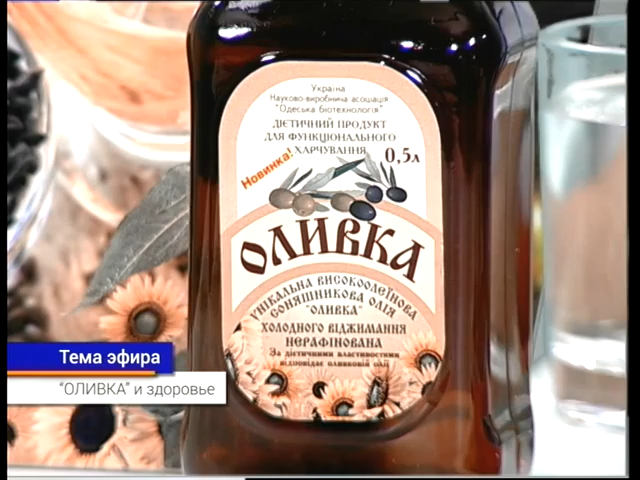 Україна
Науково-виробнича асоціація
"Одеська біотехнологія"
ДІЄТИЧНИЙ ПРОДУКТ
ДЛЯ ФУНКЦІОНАЛЬНОГО
ХАРЧУВАННЯ
0,5л
Новинка!
ОЛИВКА
УНІКАЛЬНА ВИСОКООЛЕЇНОВА
СОНЯШНИКОВА ОЛІЯ
"ОЛИВКА"
ХОЛОДНОГО ВІДЖИМАННЯ
НЕРАФІНОВАНА
За дієтичними властивостями
відповідає оливковій олії
Тема эфира
"ОЛИВКА" и здоровье